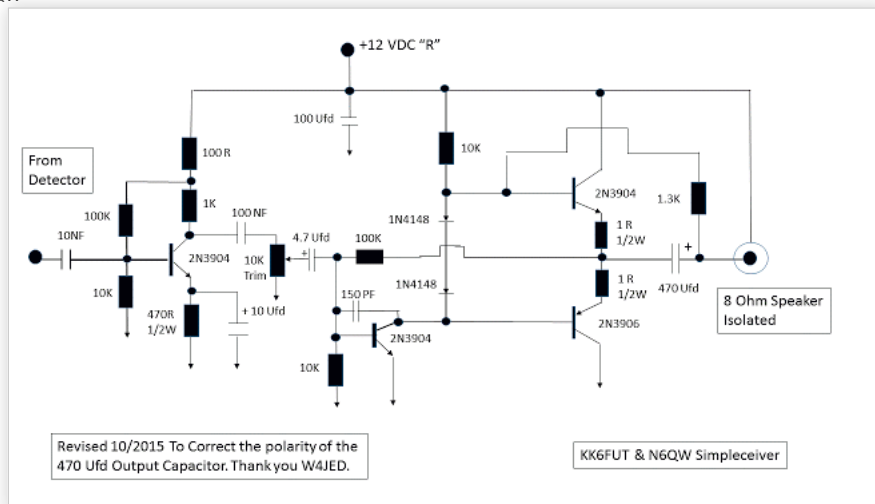 +12 VDC "R"
100 Ufd
From
Detector
100 R
10K
100K
1K
100 NF
2N3904
1.3K
10NF
1N4148
4.7 Ufd
100K
1 R
1/2W
+
2N3904
10K
Trim
+
10K
1N4148
1 R
1/2W
470 Ufd
8 Ohm Speaker
Isolated
150 PF
470R
1/2W
+ 10 Ufd
2N3904
2N3906
10K
Revised 10/2015 To Correct the polarity of the
470 Ufd Output Capacitor. Thank you W4JED.
KK6FUT & N6QW Simpleceiver